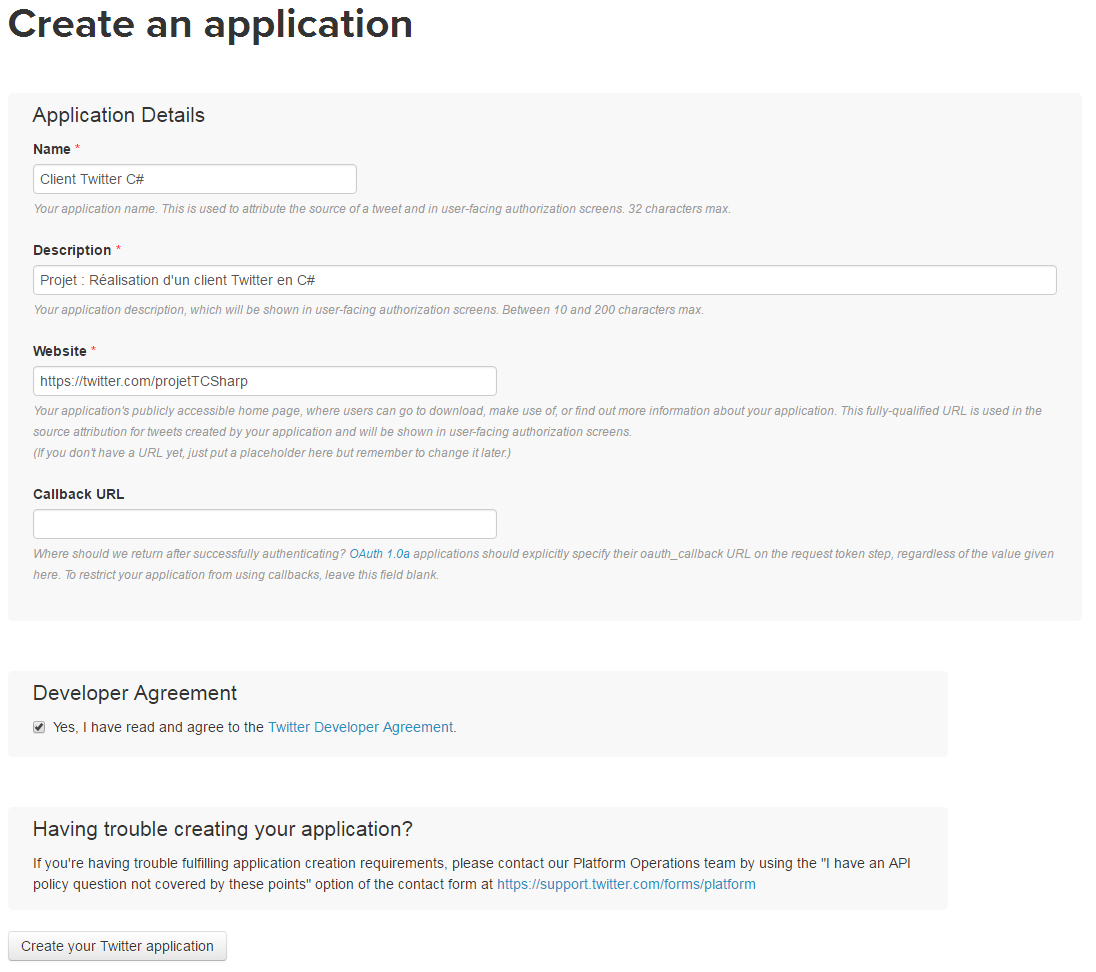 Create an application
Application Details
Name *
Client Twitter C#
Your application name. This is used to attribute the source of a tweet and in user-facing authorization screens. 32 characters max.
Description *
Projet : Réalisation d'un client Twitter en C#
Your application description, which will be shown in user-facing authorization screens. Between 10 and 200 characters max.
Website *
https://twitter.com/projetTCSharp
Your application's publicly accessible home page, where users can go to download, make use of, or find out more information about your application. This fully-qualified URL is used in the
source attribution for tweets created by your application and will be shown in user-facing authorization screens.
(If you don't have a URL yet, just put a placeholder here but remember to change it later.)
Callback URL
Where should we return after successfully authenticating? OAuth 1.0a applications should explicitly specify their oauth_callback URL on the request token step, regardless of the value given
here. To restrict your application from using callbacks, leave this field blank.
Developer Agreement
Yes, I have read and agree to the Twitter Developer Agreement.
Having trouble creating your application?
If you're having trouble fulfilling application creation requirements, please contact our Platform Operations team by using the "I have an API
policy question not covered by these points" option of the contact form at https://support.twitter.com/forms/platform
Create your Twitter application